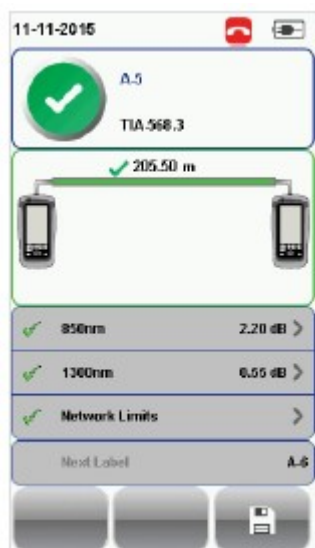 11-11-2015
A-5
TIA-568.3
205.50 m
850nm 2.20 dB
1300nm 0.55 dB
Network Limits
Next Label A-6